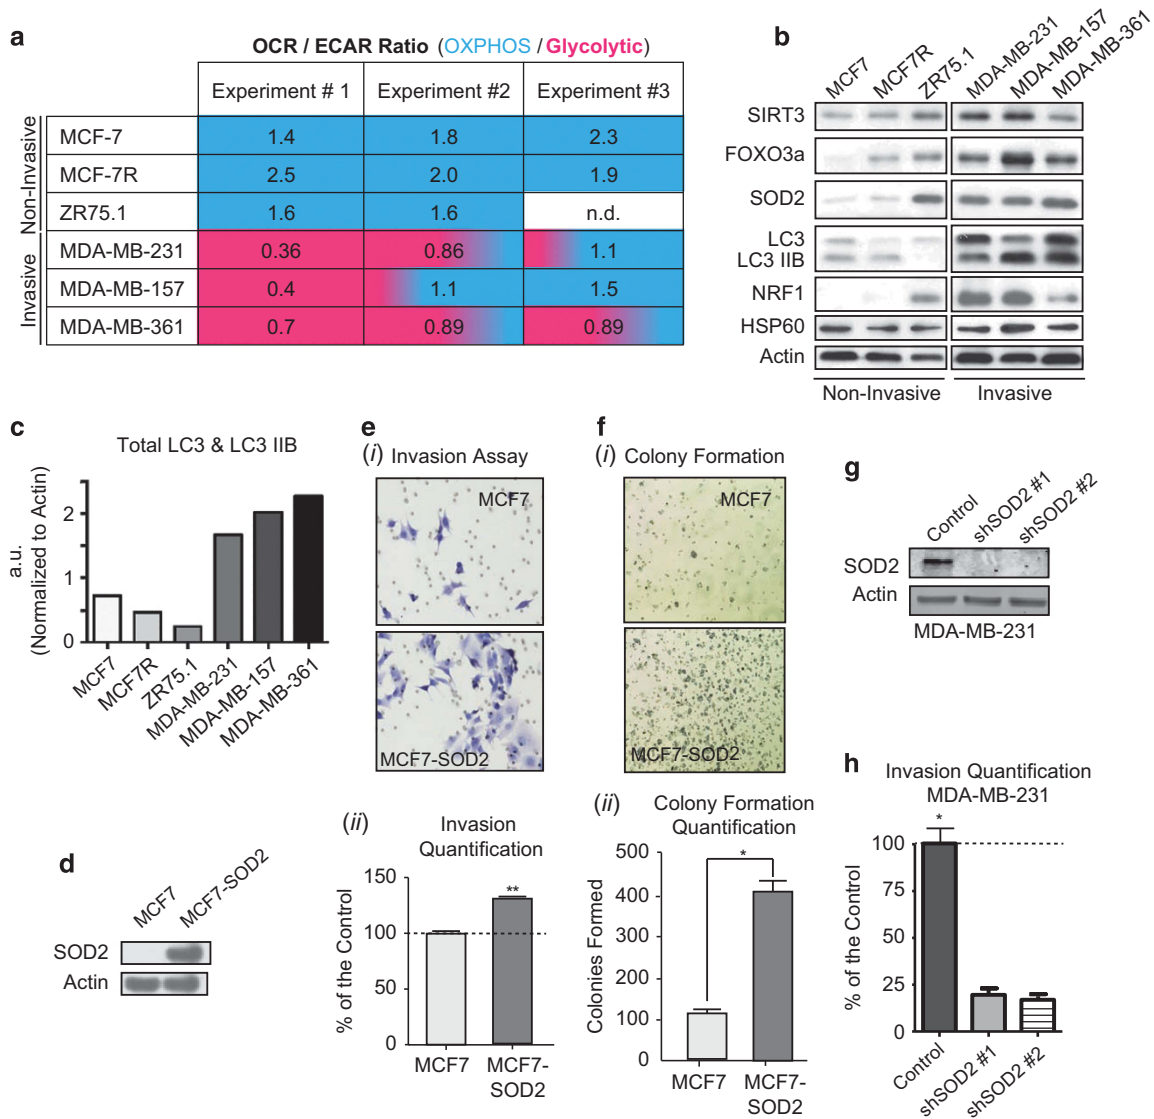 a
OCR / ECAR Ratio (OXPHOS / Glycolytic)
Experiment # 1 Experiment #2 Experiment #3
Non-Invasive
MCF-7 1.4 1.8 2.3
MCF-7R 2.5 2.0 1.9
ZR75.1 1.6 1.6 n.d.
Invasive
MDA-MB-231 0.36 0.86 1.1
MDA-MB-157 0.4 1.1 1.5
MDA-MB-361 0.7 0.89 0.89
b
MCF7 MCF7R ZR75.1 MDA-MB-231 MDA-MB-157 MDA-MB-361
SIRT3
FOXO3a
SOD2
LC3
LC3 IIB
NRF1
HSP60
Actin
Non-Invasive Invasive
c
Total LC3 & LC3 IIB
a.u.
(Normalized to Actin)
2
1
0
MCF7 MCF7R ZR75.1 MDA-MB-231 MDA-MB-157 MDA-MB-361
d
MCF7 MCF7-SOD2
SOD2
Actin
e
(i) Invasion Assay
MCF7
MCF7-SOD2
(ii) Invasion
Quantification
% of the Control
150
100
50
0
**
MCF7 MCF7-
SOD2
f
(i) Colony Formation
MCF7
MCF7-SOD2
(ii) Colony Formation
Quantification
Colonies Formed
500
400
300
200
100
0
*
MCF7 MCF7-
SOD2
g
Control shSOD2 #1 shSOD2 #2
SOD2
Actin
MDA-MB-231
h
Invasion Quantification
MDA-MB-231
% of the Control
100
75
50
25
0
*
Control shSOD2 #1 shSOD2 #2